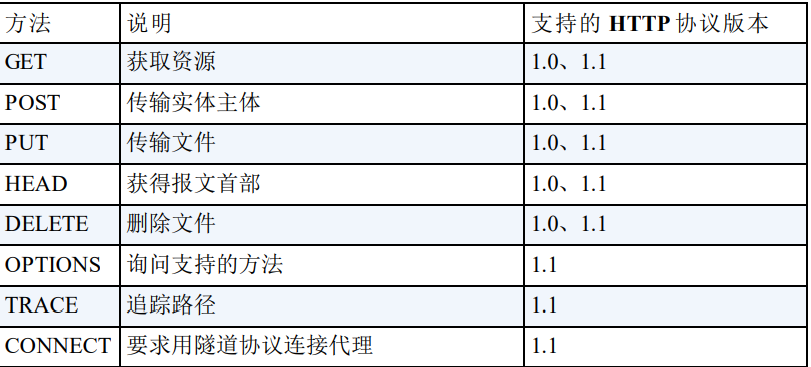 方法 说明 支持的 HTTP 协议版本
GET 获取资源 1.0、1.1
POST 传输实体主体 1.0、1.1
PUT 传输文件 1.0、1.1
HEAD 获得报文首部 1.0、1.1
DELETE 删除文件 1.0、1.1
OPTIONS 询问支持的方法 1.1
TRACE 追踪路径 1.1
CONNECT 要求用隧道协议连接代理 1.1